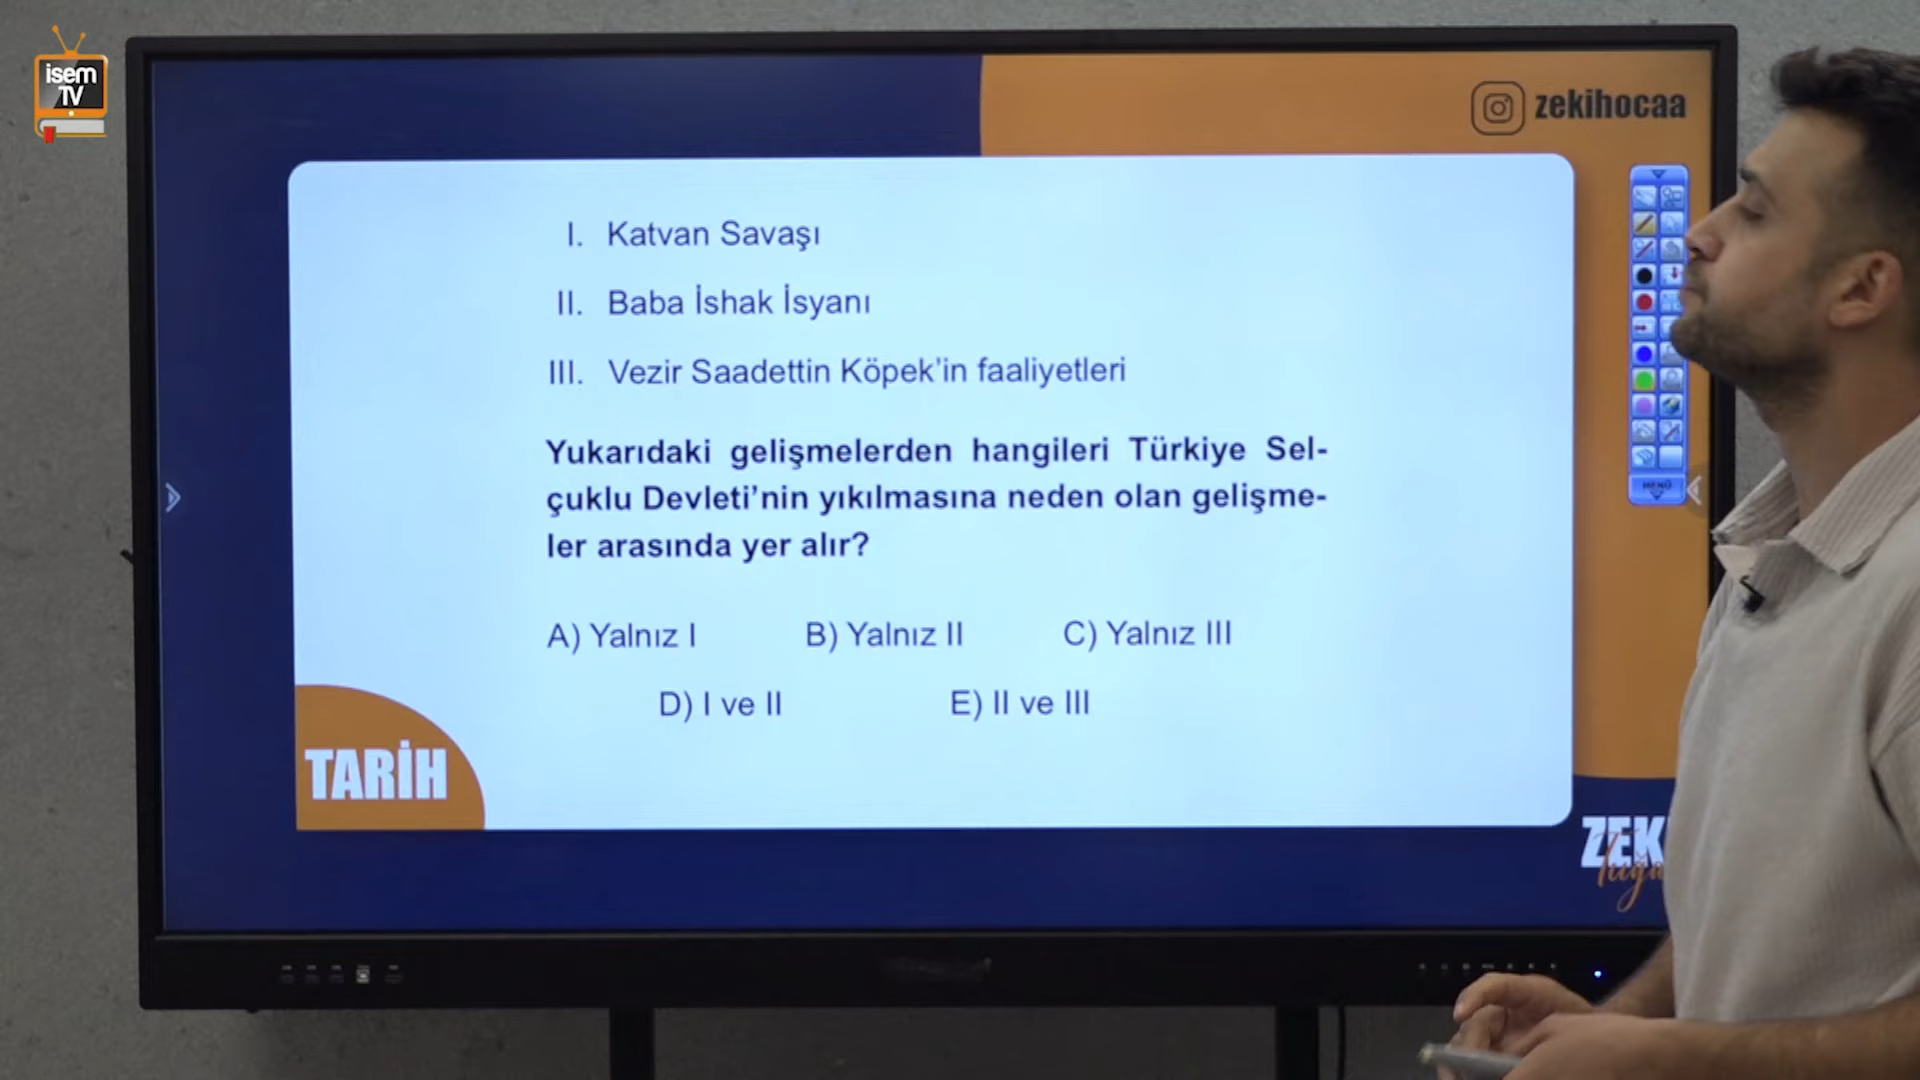 isem
TV
zekihocaa
I. Katvan Savaşı
II. Baba İshak İsyanı
III. Vezir Saadettin Köpek'in faaliyetleri
Yukarıdaki gelişmelerden hangileri Türkiye Sel-
çuklu Devleti'nin yıkılmasına neden olan gelişme-
ler arasında yer alır?
A) Yalnız I B) Yalnız II C) Yalnız III
D) I ve II E) II ve III
MENÜ
TARİH